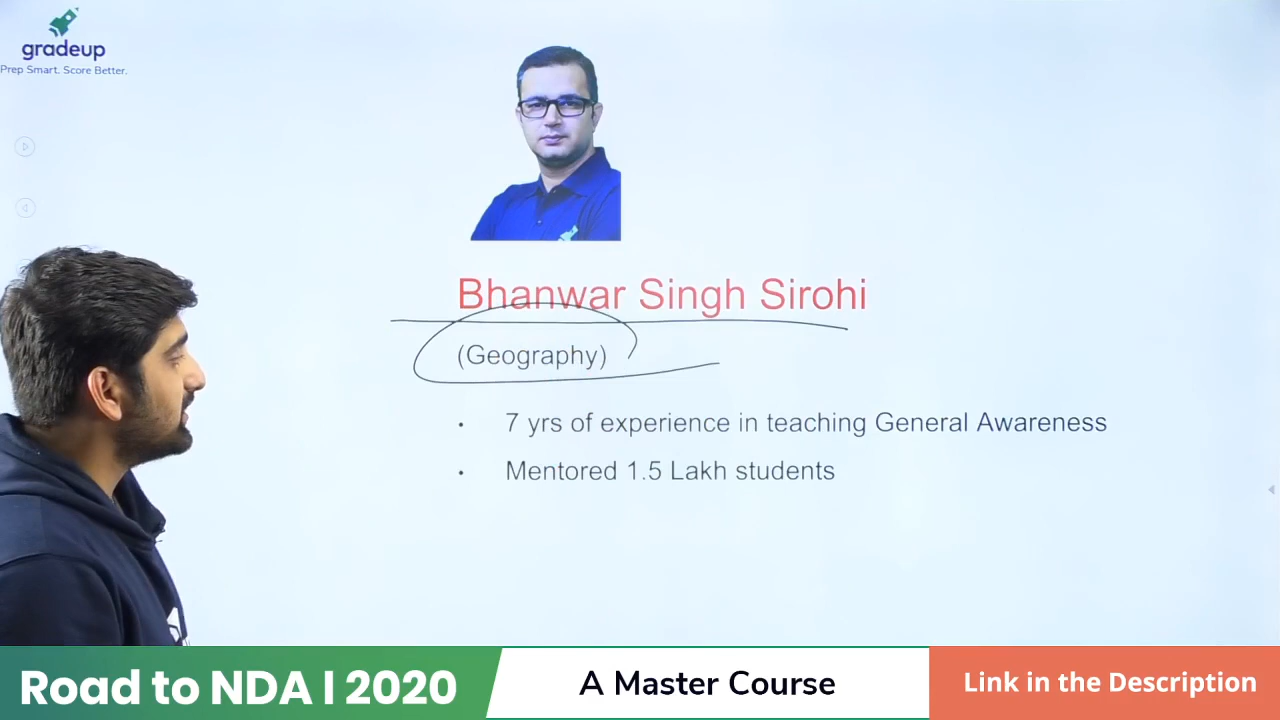 gradeup
Prep Smart. Score Better.
Bhanwar Singh Sirohi
(Geography)
• 7 yrs of experience in teaching General Awareness
• Mentored 1.5 Lakh students
Road to NDA | 2020
A Master Course
Link in the Description